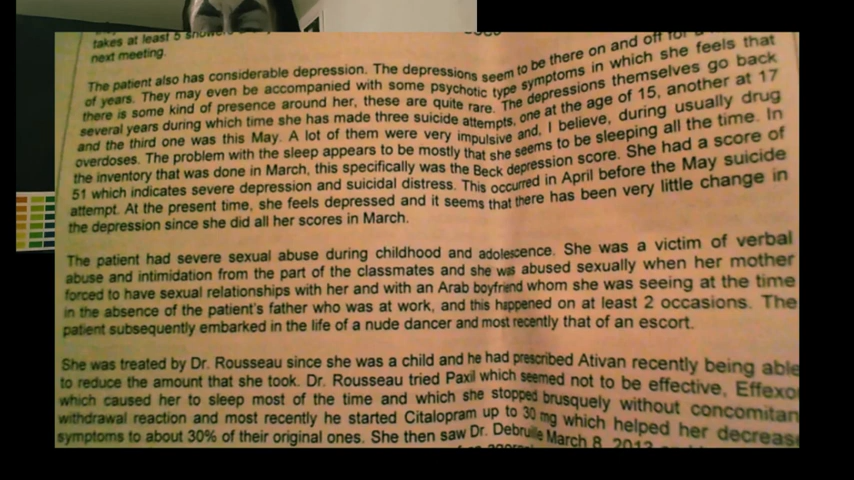 takes at least 5
next meeting.
The patient also has considerable depression. The depressions seem to be there on and off for
of years. They may even be accompanied with some psychotic type symptoms in which she feels that
there is some kind of presence around her, these are quite rare. The depressions themselves go back
several years during which time she has made three suicide attempts, one at the age of 15, another at 17
and the third one was this May. A lot of them were very impulsive and, I believe, during usually drug
overdoses. The problem with the sleep appears to be mostly that she seems to be sleeping all the time. In
the inventory that was done in March, this specifically was the Beck depression score. She had a score of
51 which indicates severe depression and suicidal distress. This occurred in April before the May suicide
attempt. At the present time, she feels depressed and it seems that there has been very little change in
the depression since she did all her scores in March.
The patient had severe sexual abuse during childhood and adolescence. She was a victim of verbal
abuse and intimidation from the part of the classmates and she was abused sexually when her mother
forced to have sexual relationships with her and with an Arab boyfriend whom she was seeing at the time
in the absence of the patient's father who was at work, and this happened on at least 2 occasions. The
patient subsequently embarked in the life of a nude dancer and most recently that of an escort.
She was treated by Dr. Rousseau since she was a child and he had prescribed Ativan recently being able
to reduce the amount that she took. Dr. Rousseau tried Paxil which seemed not to be effective, Effexo
which caused her to sleep most of the time and which she stopped brusquely without concomitan
withdrawal reaction and most recently he started Citalopram up to 30 mg which helped her decrease
symptoms to about 30% of their original ones. She then saw Dr. Debruille March 8, 2012